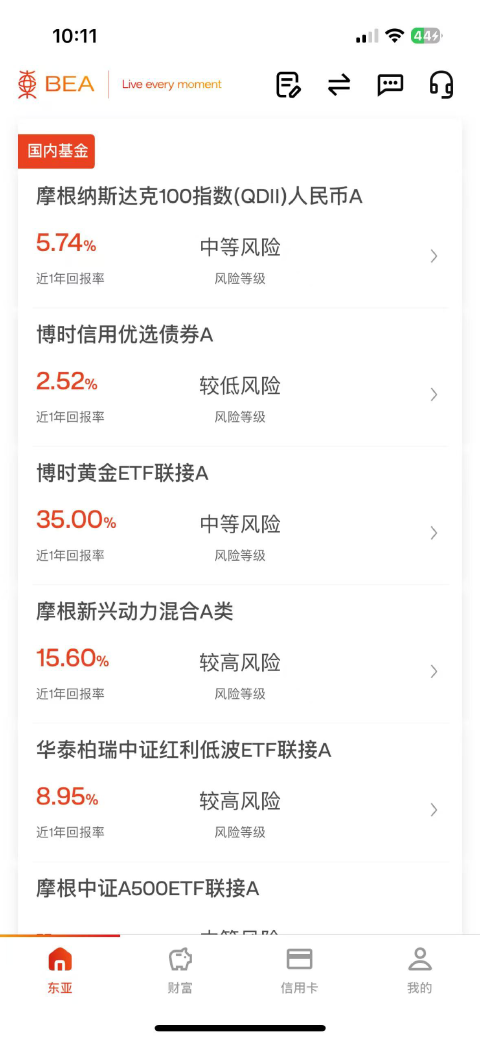 10:11
44
BEA
Live every moment
国内基金
摩根纳斯达克100指数(QDII)人民币A
5.74%
中等风险
近1年回报率
风险等级
博时信用优选债券A
2.52%
较低风险
近1年回报率
风险等级
博时黄金ETF联接A
35.00%
中等风险
近1年回报率
风险等级
摩根新兴动力混合A类
15.60%
较高风险
近1年回报率
风险等级
华泰柏瑞中证红利低波ETF联接A
8.95%
较高风险
近1年回报率
风险等级
摩根中证A500ETF联接A
东亚
财富
信用卡
我的